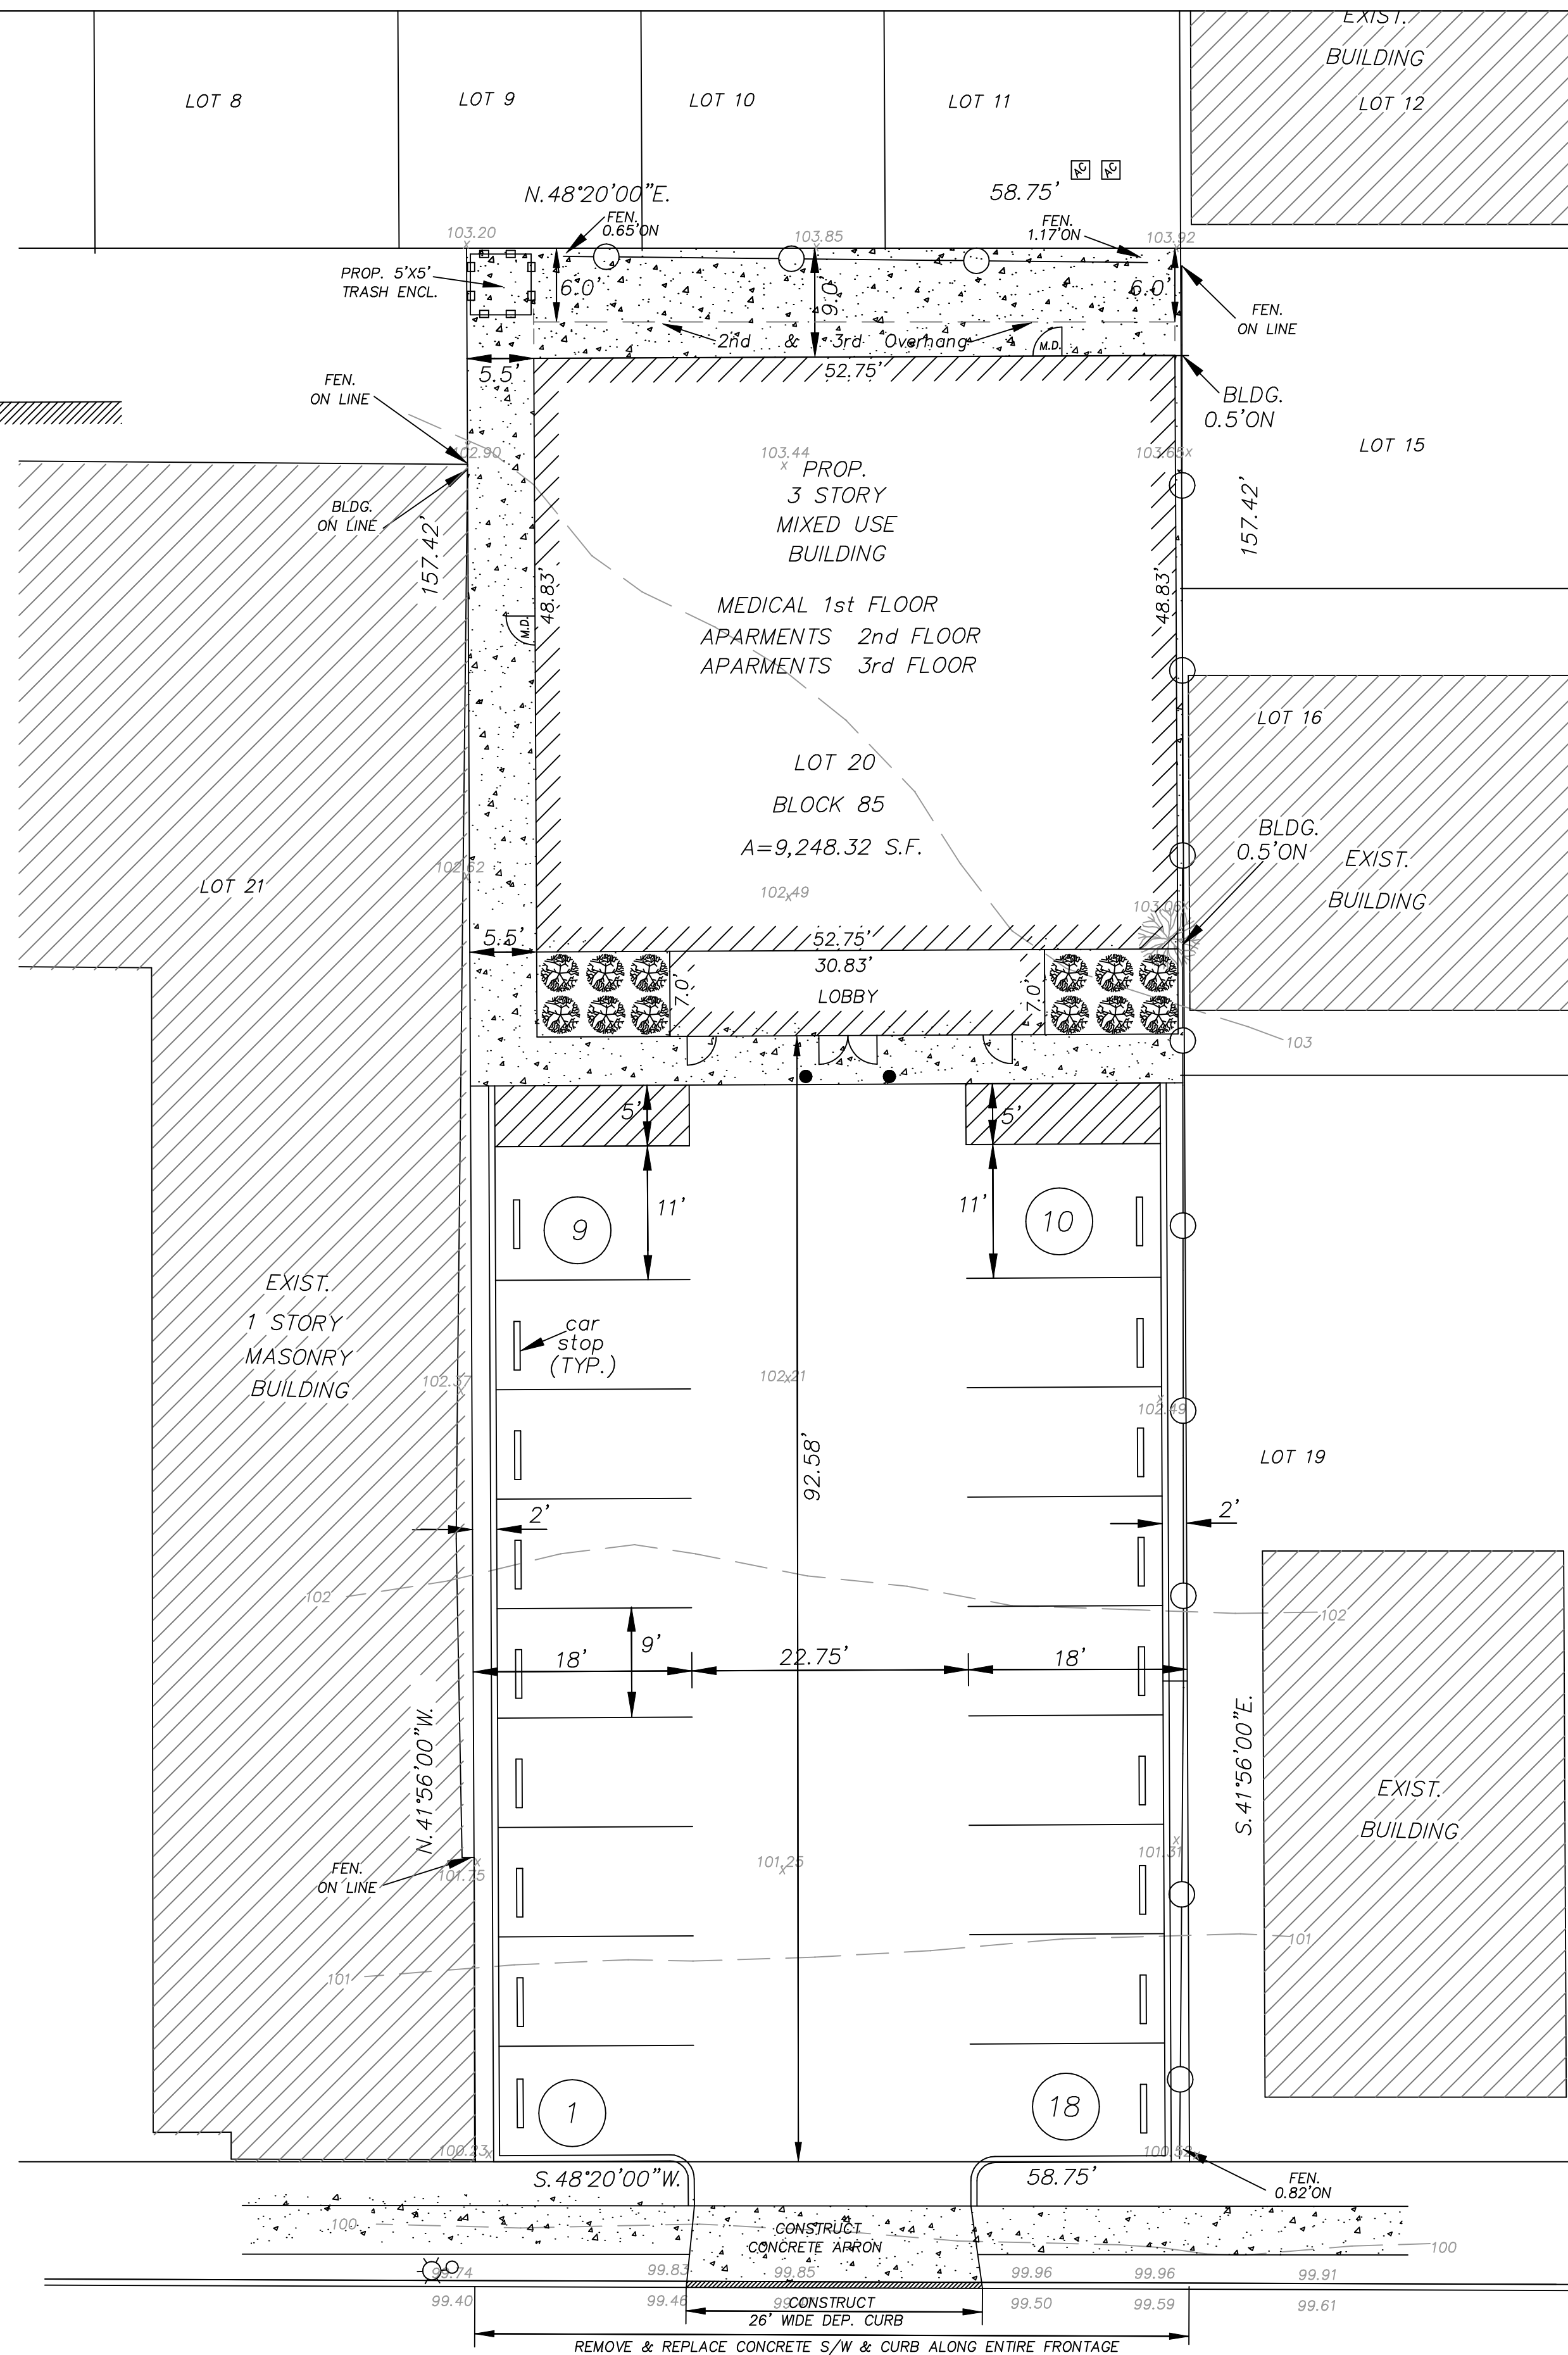 EXIST.
BUILDING
LOT 12
LOT 8
LOT 9
LOT 10
LOT 11
AC
AC
N.48°20'00"E.
58.75'
FEN.
0.65'ON
FEN.
1.17'ON
103.20
103.85
103.92
PROP. 5'X5'
TRASH ENCL.
6.0'
9.0'
6.0'
FEN.
ON LINE
2nd & 3rd Overhang
M.D.
5.5'
52.75'
FEN.
ON LINE
BLDG.
0.5'ON
LOT 15
102.90
103.44
103.65
PROP.
3 STORY
MIXED USE
BUILDING
BLDG.
ON LINE
157.42'
157.42'
48.83'
48.83'
M.D.
MEDICAL 1st FLOOR
APARMENTS 2nd FLOOR
APARMENTS 3rd FLOOR
LOT 16
LOT 20
BLOCK 85
A=9,248.32 S.F.
BLDG.
0.5'ON
EXIST.
BUILDING
102.62
LOT 21
102.49
103.06
5.5'
52.75'
30.83'
LOBBY
7.0'
7.0'
103
5'
5'
11'
11'
9
10
EXIST.
1 STORY
MASONRY
BUILDING
car
stop
(TYP.)
102.37
102.21
102.49
92.58'
LOT 19
2'
2'
102
102
9'
18'
22.75'
18'
N.41°56'00"W.
S.41°56'00"E.
EXIST.
BUILDING
FEN.
ON LINE
101.75
101.25
101.31
101
101
1
18
100.23
100.52
S.48°20'00"W.
58.75'
FEN.
0.82'ON
100
CONSTRUCT
CONCRETE APRON
100
99.74
99.83
99.85
99.96
99.96
99.91
99.40
99.46
99.50
99.59
99.61
CONSTRUCT
26' WIDE DEP. CURB
REMOVE & REPLACE CONCRETE S/W & CURB ALONG ENTIRE FRONTAGE